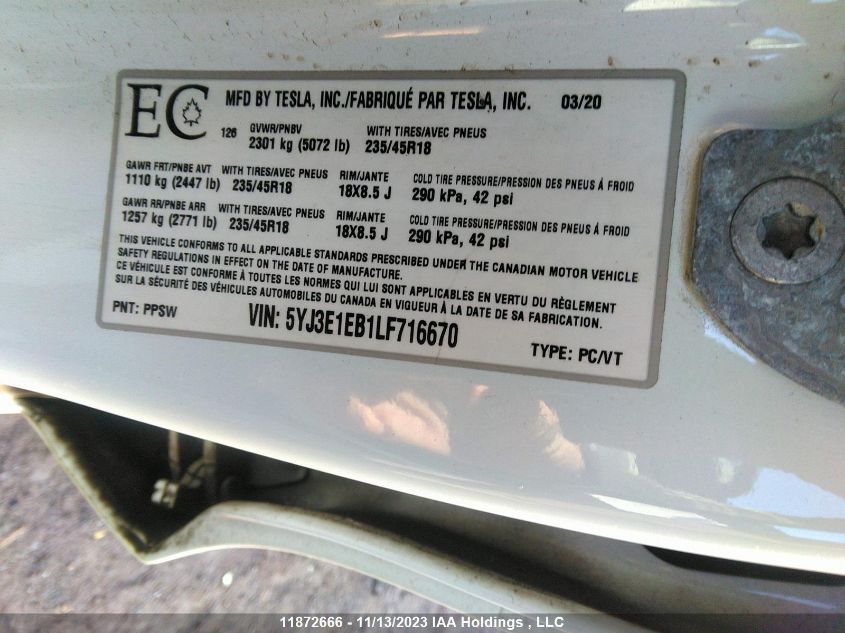 EC
MFD BY TESLA, INC./FABRIQUÉ PAR TESLA, INC. 03/20
126 GVWR/PNBV WITH TIRES/AVEC PNEUS
2301 kg (5072 lb) 235/45R18
GAWR FRT/PNBE AVT WITH TIRES/AVEC PNEUS RIM/JANTE COLD TIRE PRESSURE/PRESSION DES PNEUS À FROID
1110 kg (2447 lb) 235/45R18 18X8.5 J 290 kPa, 42 psi
GAWR RR/PNBE ARR WITH TIRES/AVEC PNEUS RIM/JANTE COLD TIRE PRESSURE/PRESSION DES PNEUS À FROID
1257 kg (2771 lb) 235/45R18 18X8.5 J 290 kPa, 42 psi
THIS VEHICLE CONFORMS TO ALL APPLICABLE STANDARDS PRESCRIBED UNDER THE CANADIAN MOTOR VEHICLE
SAFETY REGULATIONS IN EFFECT ON THE DATE OF MANUFACTURE.
CE VÉHICULE EST CONFORME À TOUTES LES NORMES QUI LUI SONT APPLICABLES EN VERTU DU RÈGLEMENT
SUR LA SÉCURITÉ DES VÉHICULES AUTOMOBILES DU CANADA EN VIGUEUR À LA DATE DE SA FABRICATION.
PNT: PPSW VIN: 5YJ3E1EB1LF716670 TYPE: PC/VT
11872666 - 11/13/2023 IAA Holdings , LLC